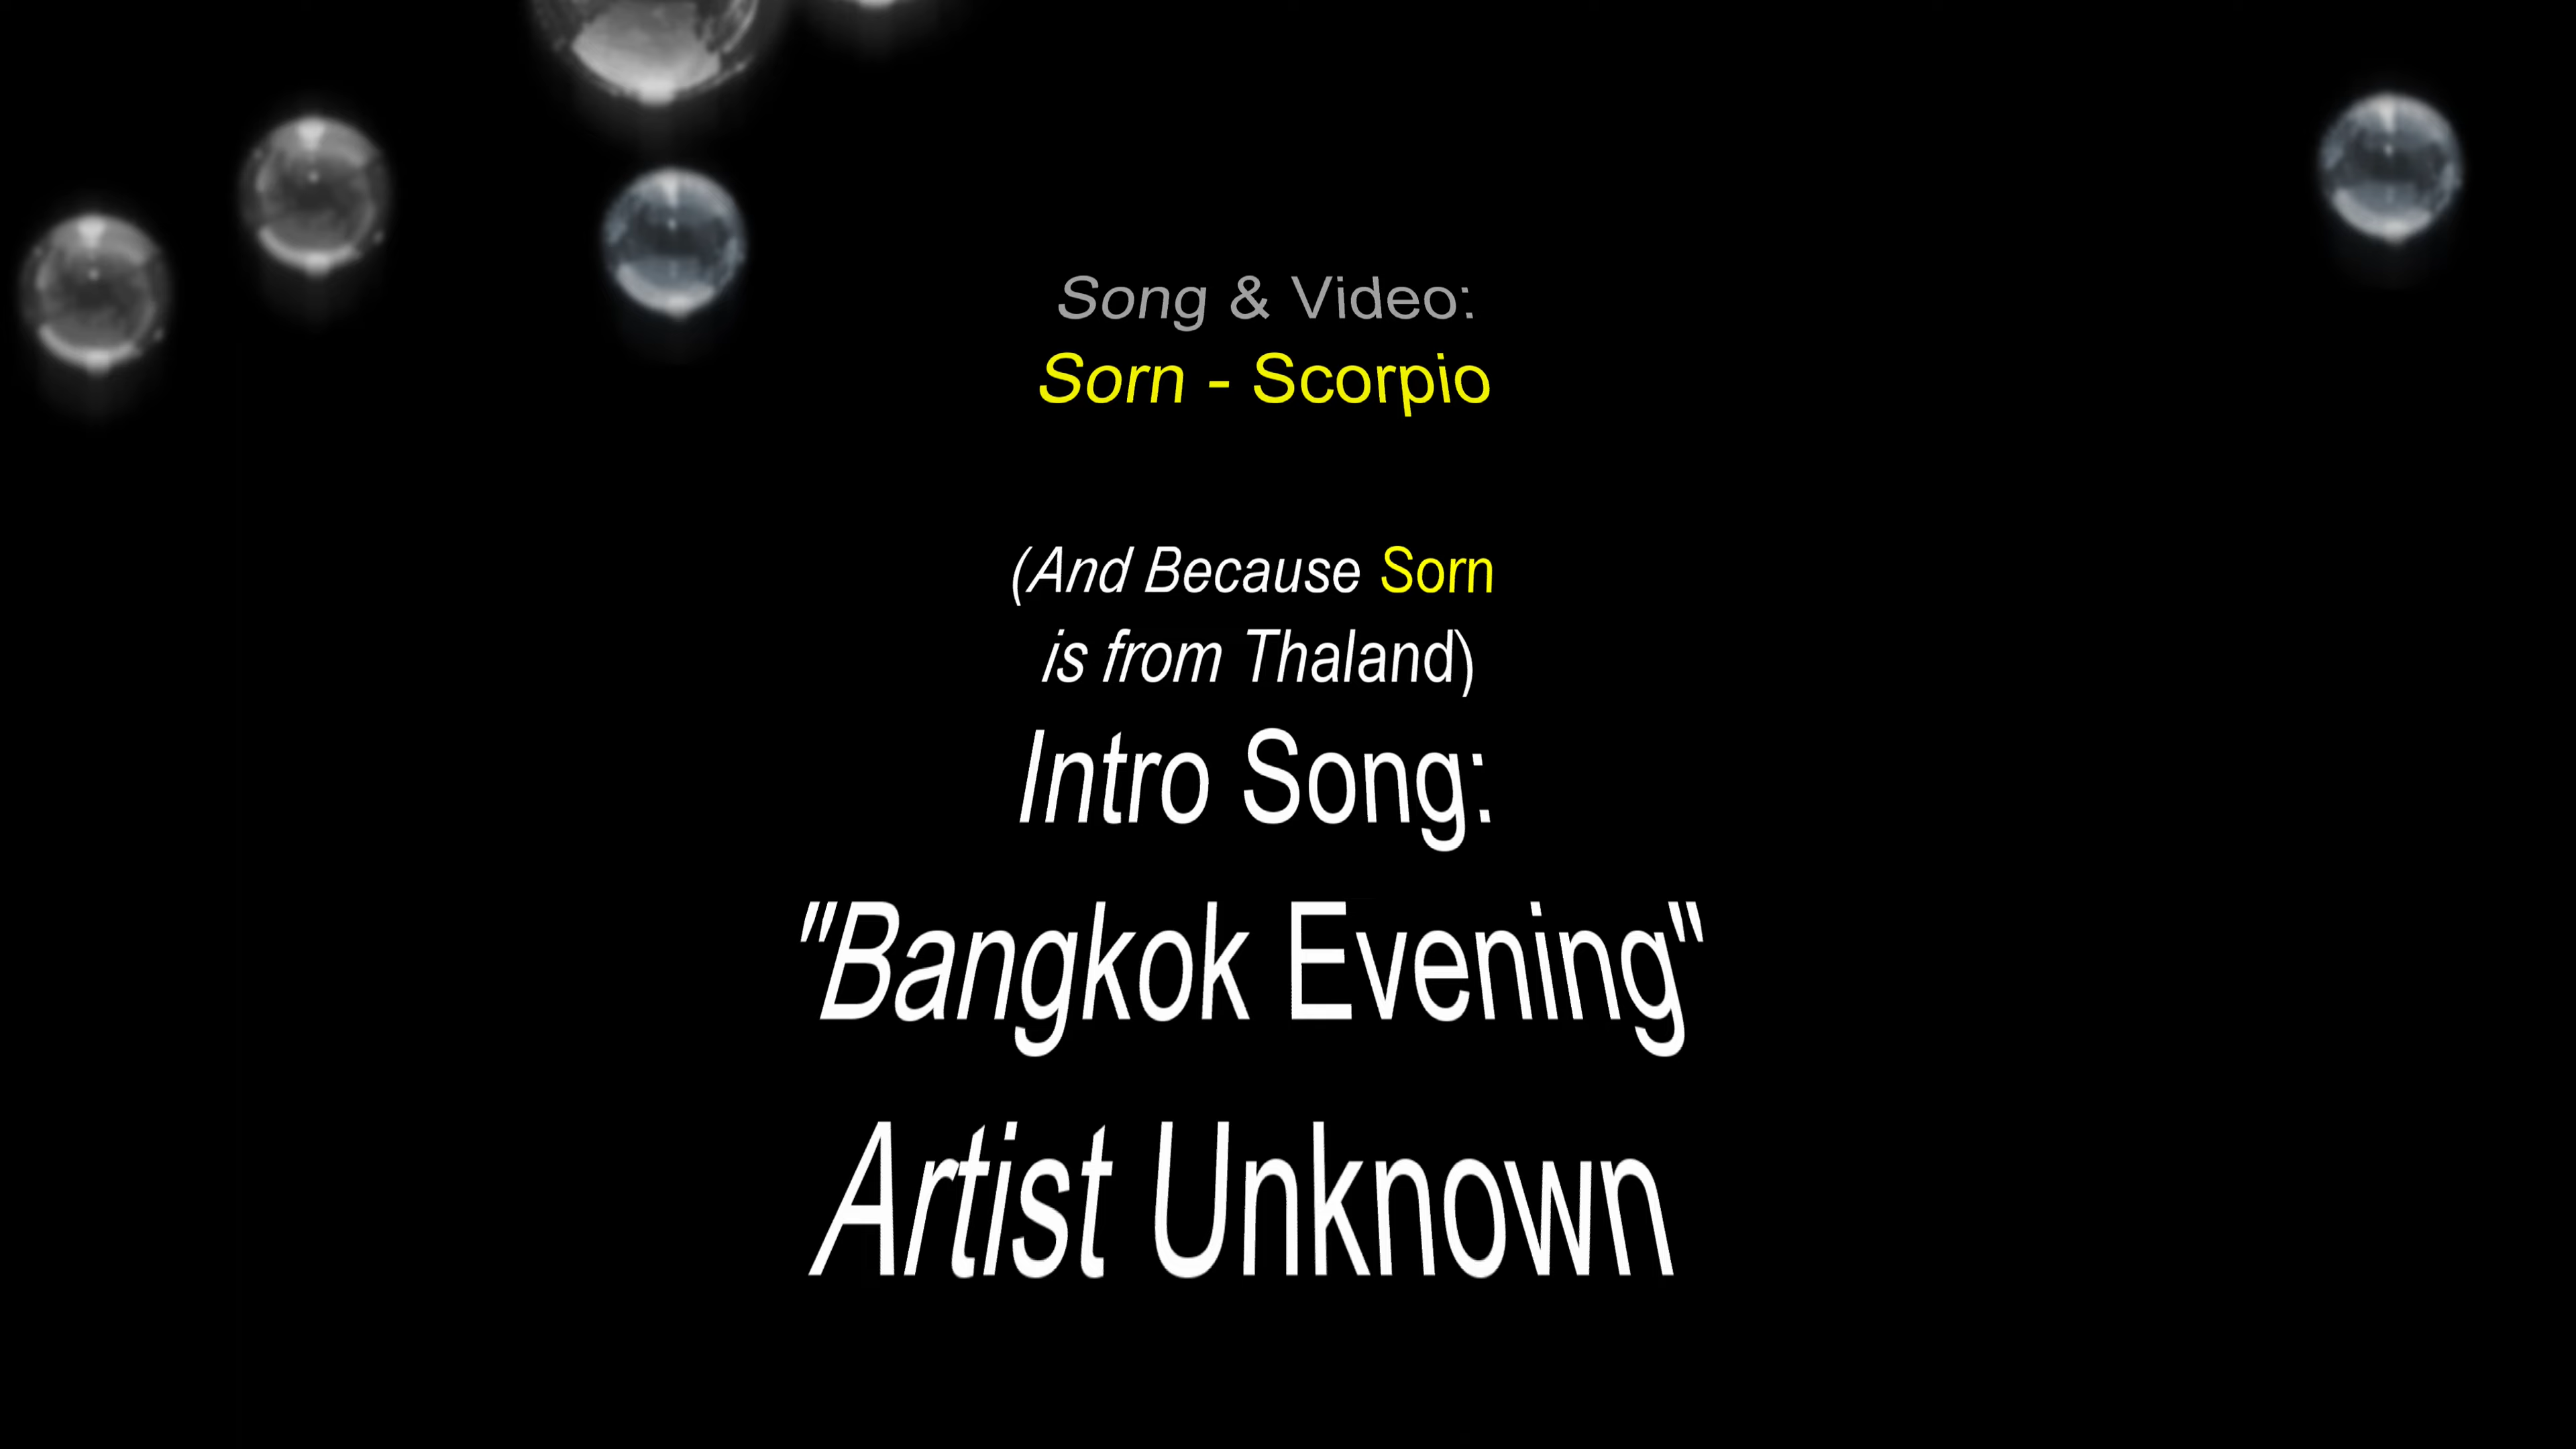 Song & Video:
Sorn - Scorpio
(And Because Sorn
is from Thaland)
Intro Song:
"Bangkok Evening"
Artist Unknown